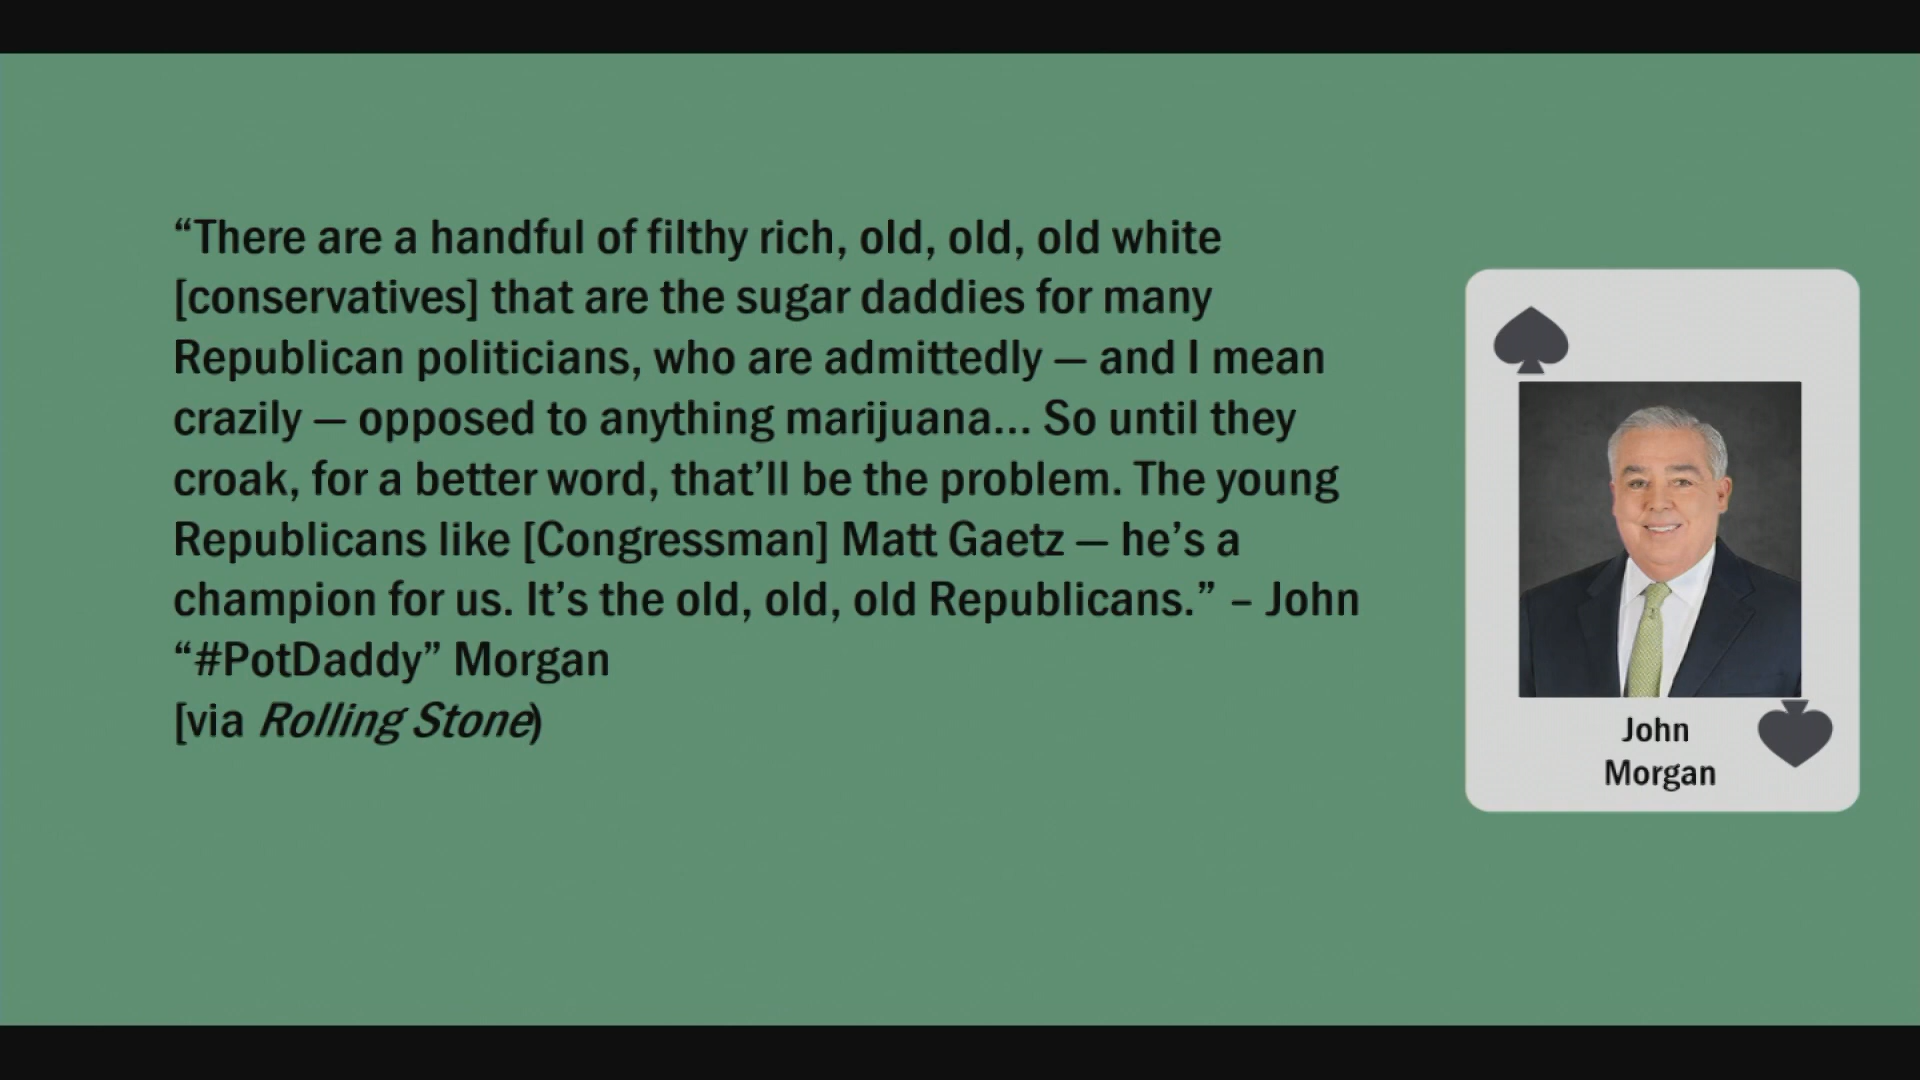 “There are a handful of filthy rich, old, old, old white
[conservatives] that are the sugar daddies for many
Republican politicians, who are admittedly — and I mean
crazily — opposed to anything marijuana... So until they
croak, for a better word, that’ll be the problem. The young
Republicans like [Congressman] Matt Gaetz — he’s a
champion for us. It’s the old, old, old Republicans.” – John
“#PotDaddy” Morgan
[via Rolling Stone)
John
Morgan